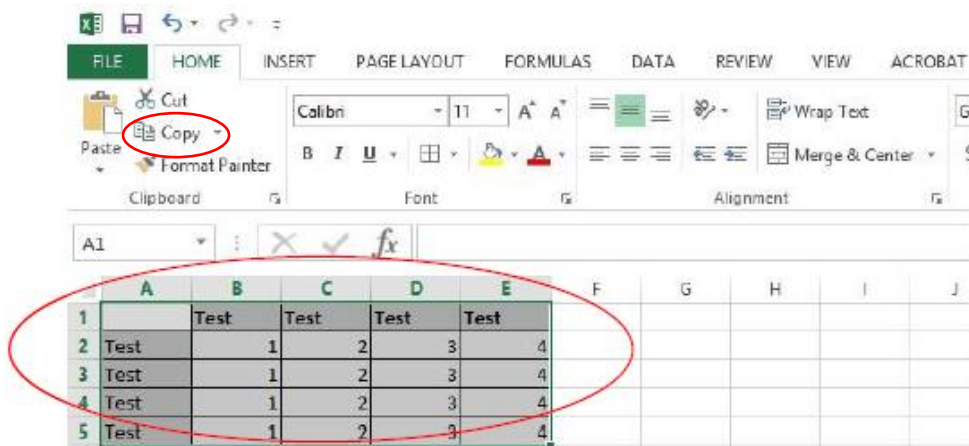 FILE HOME INSERT PAGE LAYOUT FORMULAS DATA REVIEW VIEW ACROBAT
Cut
Copy
Paste
Format Painter
Calibri 11 A A
Wrap Text
B I U A
Merge & Center
Clipboard Font Alignment
A1 fx
A B C D E F G H I J
1 Test Test Test Test
2 Test 1 2 3 4
3 Test 1 2 3 4
4 Test 1 2 3 4
5 Test 1 2 3 4